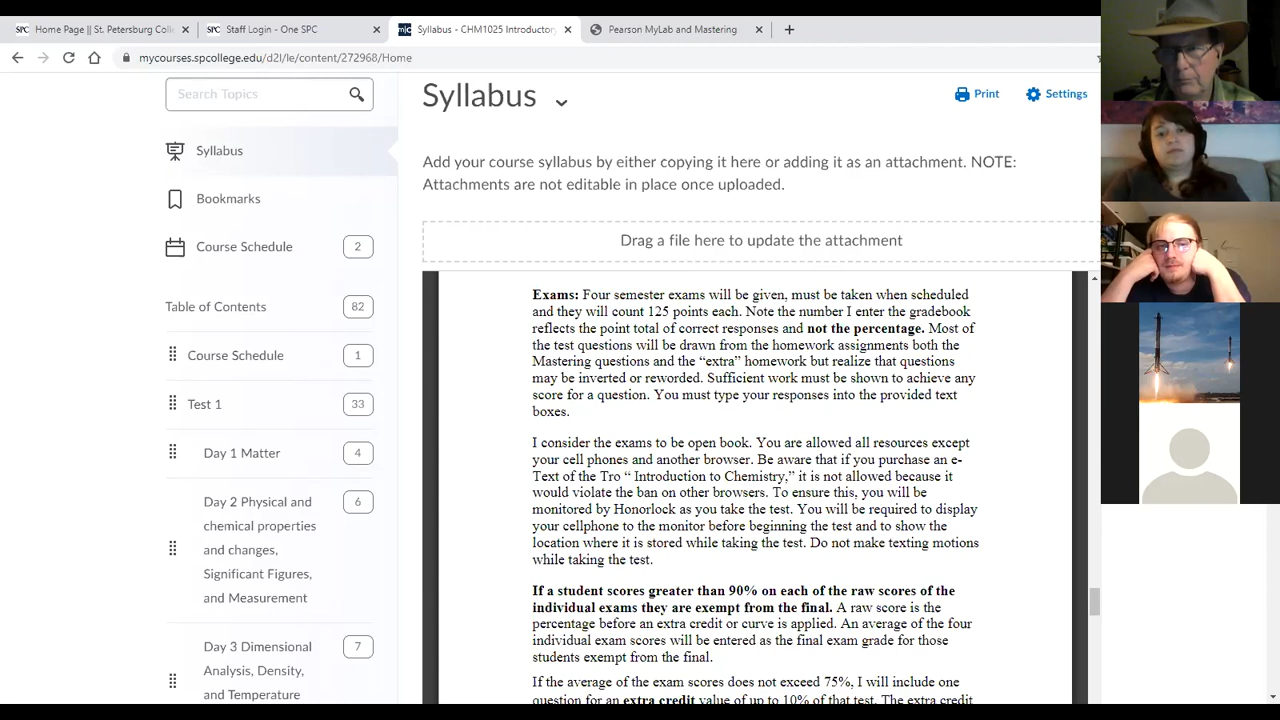 Home Page || St. Petersburg Coll
Staff Login - One SPC
Syllabus - CHM1025 Introductory
Pearson MyLab and Mastering
mycourses.spcollege.edu/d2l/le/content/272968/Home
Search Topics
Syllabus
Bookmarks
Course Schedule 2
Table of Contents 82
Course Schedule 1
Test 1 33
Day 1 Matter 4
Day 2 Physical and 6
chemical properties
and changes,
Significant Figures,
and Measurement
Day 3 Dimensional 7
Analysis, Density,
and Temperature
Syllabus
Print
Settings
Add your course syllabus by either copying it here or adding it as an attachment. NOTE:
Attachments are not editable in place once uploaded.
Drag a file here to update the attachment
Exams: Four semester exams will be given, must be taken when scheduled
and they will count 125 points each. Note the number I enter the gradebook
reflects the point total of correct responses and not the percentage. Most of
the test questions will be drawn from the homework assignments both the
Mastering questions and the “extra” homework but realize that questions
may be inverted or reworded. Sufficient work must be shown to achieve any
score for a question. You must type your responses into the provided text
boxes.
I consider the exams to be open book. You are allowed all resources except
your cell phones and another browser. Be aware that if you purchase an e-
Text of the Tro “ Introduction to Chemistry,” it is not allowed because it
would violate the ban on other browsers. To ensure this, you will be
monitored by Honorlock as you take the test. You will be required to display
your cellphone to the monitor before beginning the test and to show the
location where it is stored while taking the test. Do not make texting motions
while taking the test.
If a student scores greater than 90% on each of the raw scores of the
individual exams they are exempt from the final. A raw score is the
percentage before an extra credit or curve is applied. An average of the four
individual exam scores will be entered as the final exam grade for those
students exempt from the final.
If the average of the exam scores does not exceed 75%, I will include one
question for an extra credit value of up to 10% of that test. The extra credit